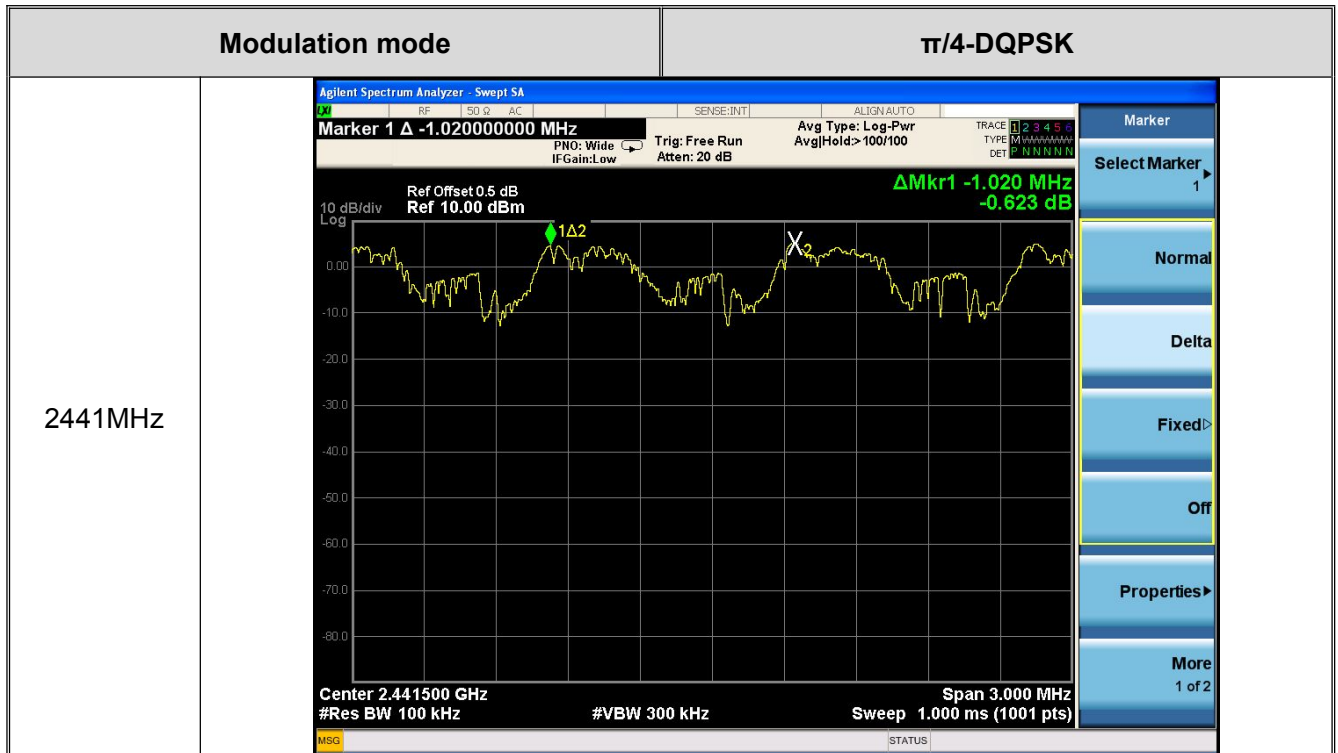 Modulation mode π/4-DQPSK
2441MHz
Agilent Spectrum Analyzer - Swept SA
LXI RF 50 Ω AC SENSE:INT ALIGN AUTO
Marker 1 Δ -1.020000000 MHz
PNO: Wide
IFGain:Low
Trig: Free Run
Atten: 20 dB
Avg Type: Log-Pwr
Avg|Hold:>100/100
TRACE 1 2 3 4 5 6
TYPE M
DET P N N N N N
ΔMkr1 -1.020 MHz
-0.623 dB
Ref Offset 0.5 dB
10 dB/div Ref 10.00 dBm
Log
1Δ2
X2
0.00
-10.0
-20.0
-30.0
-40.0
-50.0
-60.0
-70.0
-80.0
Center 2.441500 GHz Span 3.000 MHz
#Res BW 100 kHz #VBW 300 kHz Sweep 1.000 ms (1001 pts)
MSG STATUS
Marker
Select Marker
1
Normal
Delta
Fixed
Off
Properties
More
1 of 2